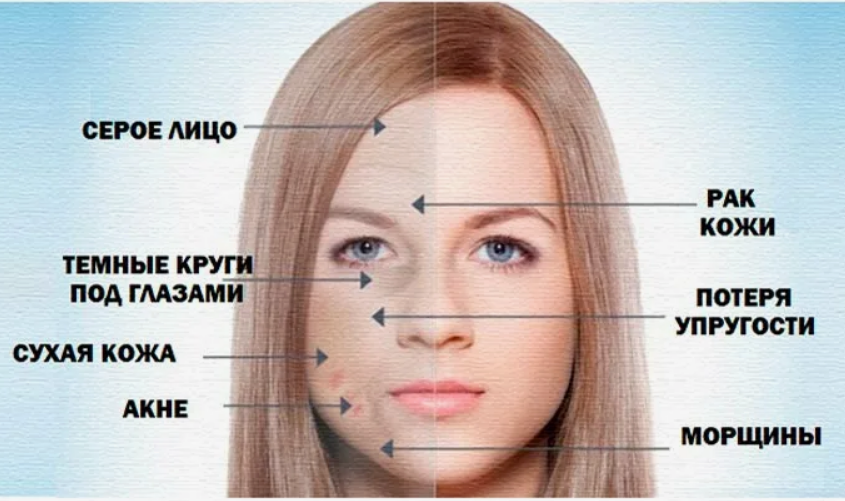 СЕРОЕ ЛИЦО
РАК
КОЖИ
ТЕМНЫЕ КРУГИ
ПОД ГЛАЗАМИ
ПОТЕРЯ
УПРУГОСТИ
СУХАЯ КОЖА
АКНЕ
МОРЩИНЫ